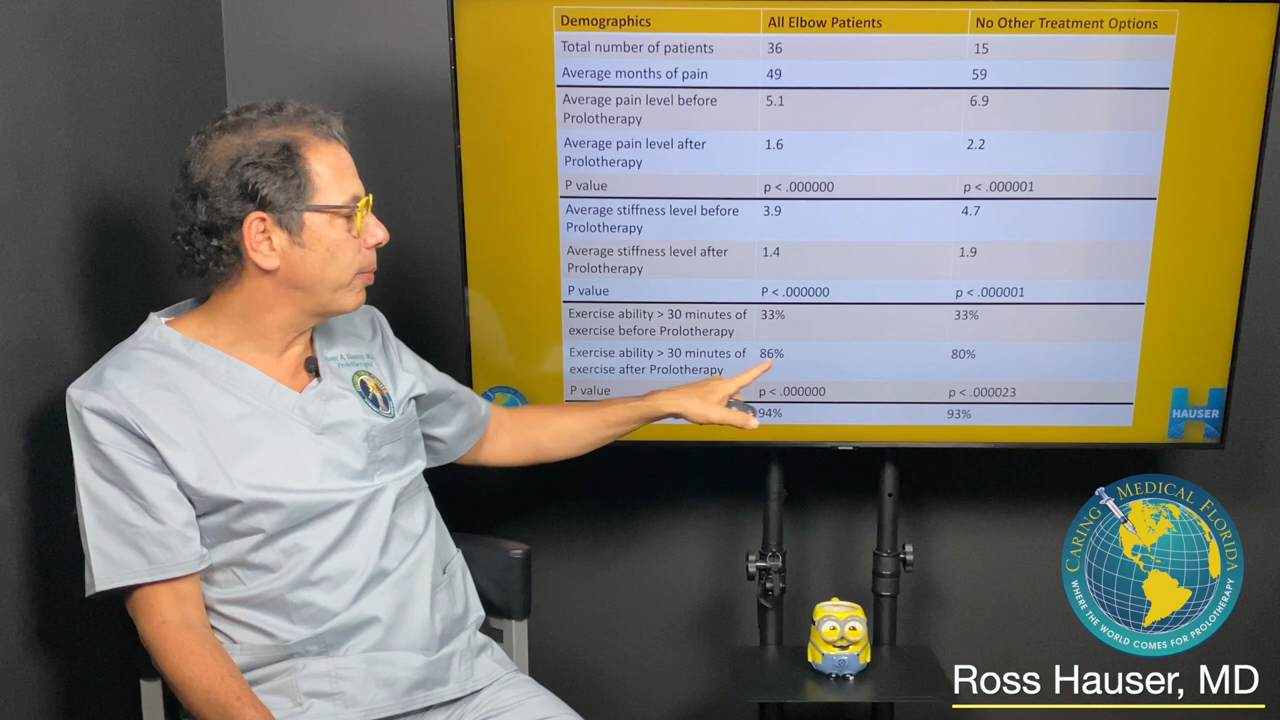 Demographics All Elbow Patients No Other Treatment Options
Total number of patients 36 15
Average months of pain 49 59
Average pain level before Prolotherapy 5.1 6.9
Average pain level after Prolotherapy 1.6 2.2
P value p < .000000 p < .000001
Average stiffness level before Prolotherapy 3.9 4.7
Average stiffness level after Prolotherapy 1.4 1.9
P value P < .000000 p < .000001
Exercise ability > 30 minutes of exercise before Prolotherapy 33% 33%
Exercise ability > 30 minutes of exercise after Prolotherapy 86% 80%
P value p < .000000 p < .000023
94% 93%
HAUSER
CARING MEDICAL FLORIDA
WHERE THE WORLD COMES FOR PROLOTHERAPY
Ross Hauser, MD